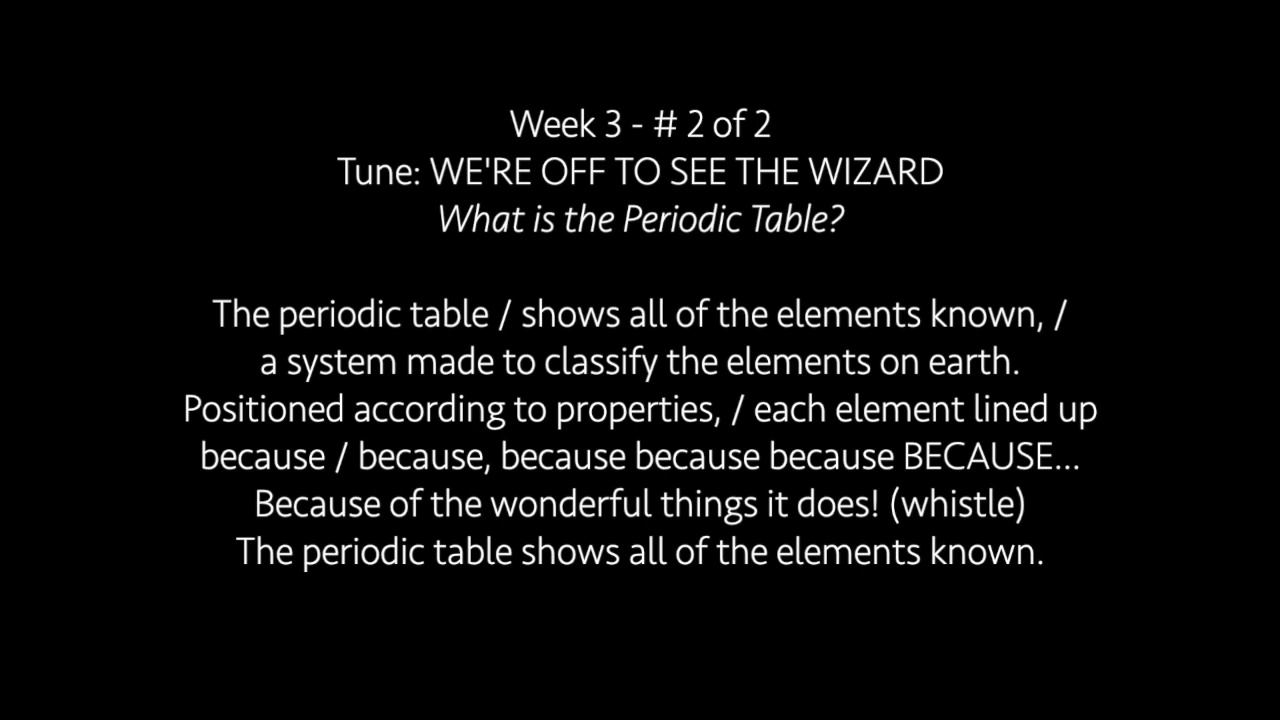 Week 3 - # 2 of 2
Tune: WE'RE OFF TO SEE THE WIZARD
What is the Periodic Table?
The periodic table / shows all of the elements known, /
a system made to classify the elements on earth.
Positioned according to properties, / each element lined up
because / because, because because because BECAUSE...
Because of the wonderful things it does! (whistle)
The periodic table shows all of the elements known.